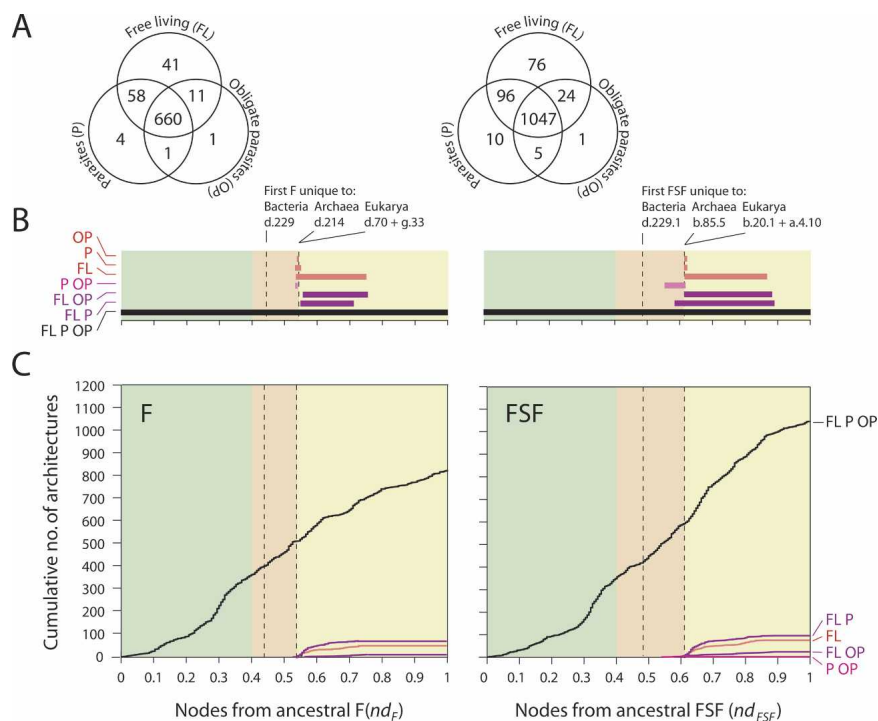 A
Free living (FL)
41
58
11
660
4
1
1
Parasites (P)
Obligate parasites (OP)
Free living (FL)
76
96
24
1047
10
5
1
Parasites (P)
Obligate parasites (OP)
B
First F unique to:
Bacteria Archaea Eukarya
d.229 d.214 d.70 + g.33
First FSF unique to:
Bacteria Archaea Eukarya
d.229.1 b.85.5 b.20.1 + a.4.10
OP
P
FL
P OP
FL OP
FL P
FL P OP
C
Cumulative no. of architectures
1200
1100
1000
900
800
700
600
500
400
300
200
100
0
F
0 0.1 0.2 0.3 0.4 0.5 0.6 0.7 0.8 0.9 1
Nodes from ancestral F(nd_F)
FSF
FL P OP
FL P
FL
FL OP
P OP
0 0.1 0.2 0.3 0.4 0.5 0.6 0.7 0.8 0.9 1
Nodes from ancestral FSF (nd_FSF)